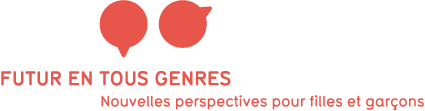 FUTUR EN TOUS GENRES
Nouvelles perspectives pour filles et garçons